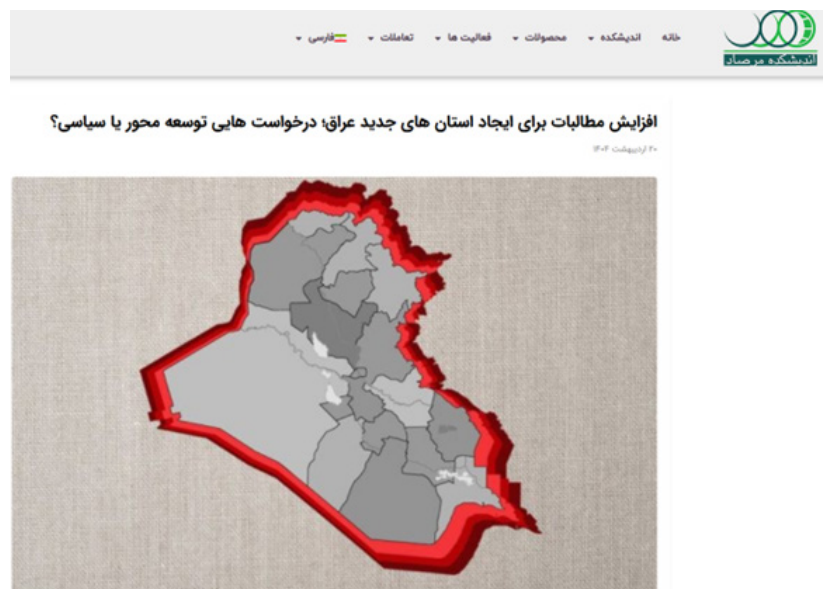 خانه اندیشکده محصولات فعالیت ها تعاملات فارسی
اندیشکده مرصاد
افزایش مطالبات برای ایجاد استان های جدید عراق؛ درخواست هایی توسعه محور یا سیاسی؟
۲۰ اردیبهشت ۱۴۰۴